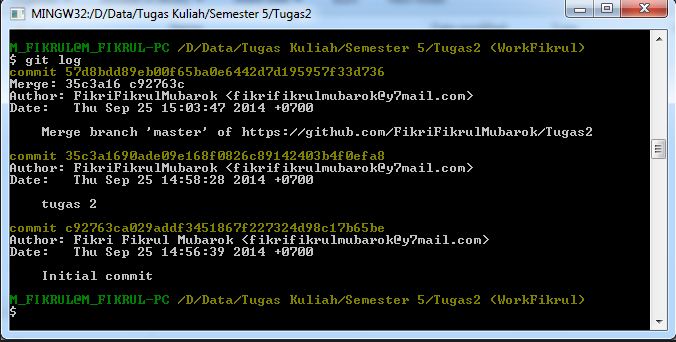 MINGW32:/D/Data/Tugas Kuliah/Semester 5/Tugas2
M_FIKRUL@M_FIKRUL-PC /D/Data/Tugas Kuliah/Semester 5/Tugas2 (WorkFikrul)
$ git log
commit 57d8bdd89eb00f65ba0e6442d7d195957f33d736
Merge: 35c3a16 c92763c
Author: FikriFikrulMubarok <fikrifikrulmubarok@y7mail.com>
Date:   Thu Sep 25 15:03:47 2014 +0700
Merge branch 'master' of https://github.com/FikriFikrulMubarok/Tugas2
commit 35c3a1690ade09e168f0826c89142403b4f0efa8
Author: FikriFikrulMubarok <fikrifikrulmubarok@y7mail.com>
Date:   Thu Sep 25 14:58:28 2014 +0700
tugas 2
commit c92763ca029addf3451867f227324d98c17b65be
Author: Fikri Fikrul Mubarok <fikrifikrulmubarok@y7mail.com>
Date:   Thu Sep 25 14:56:39 2014 +0700
Initial commit
M_FIKRUL@M_FIKRUL-PC /D/Data/Tugas Kuliah/Semester 5/Tugas2 (WorkFikrul)
$